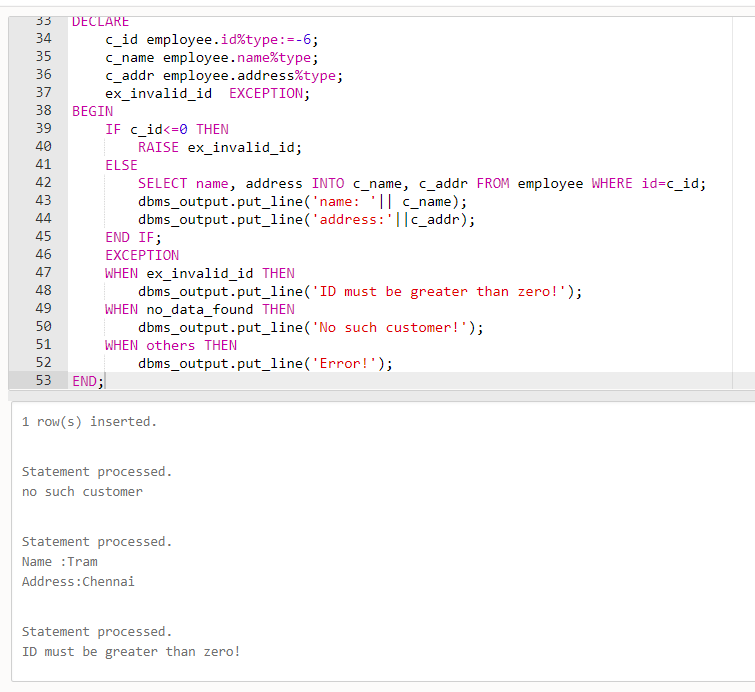 33 DECLARE
34 c_id employee.id%type:=-6;
35 c_name employee.name%type;
36 c_addr employee.address%type;
37 ex_invalid_id  EXCEPTION;
38 BEGIN
39 IF c_id<=0 THEN
40 RAISE ex_invalid_id;
41 ELSE
42 SELECT name, address INTO c_name, c_addr FROM employee WHERE id=c_id;
43 dbms_output.put_line('name: '|| c_name);
44 dbms_output.put_line('address:'||c_addr);
45 END IF;
46 EXCEPTION
47 WHEN ex_invalid_id THEN
48 dbms_output.put_line('ID must be greater than zero!');
49 WHEN no_data_found THEN
50 dbms_output.put_line('No such customer!');
51 WHEN others THEN
52 dbms_output.put_line('Error!');
53 END;
1 row(s) inserted.
Statement processed.
no such customer
Statement processed.
Name :Tram
Address:Chennai
Statement processed.
ID must be greater than zero!